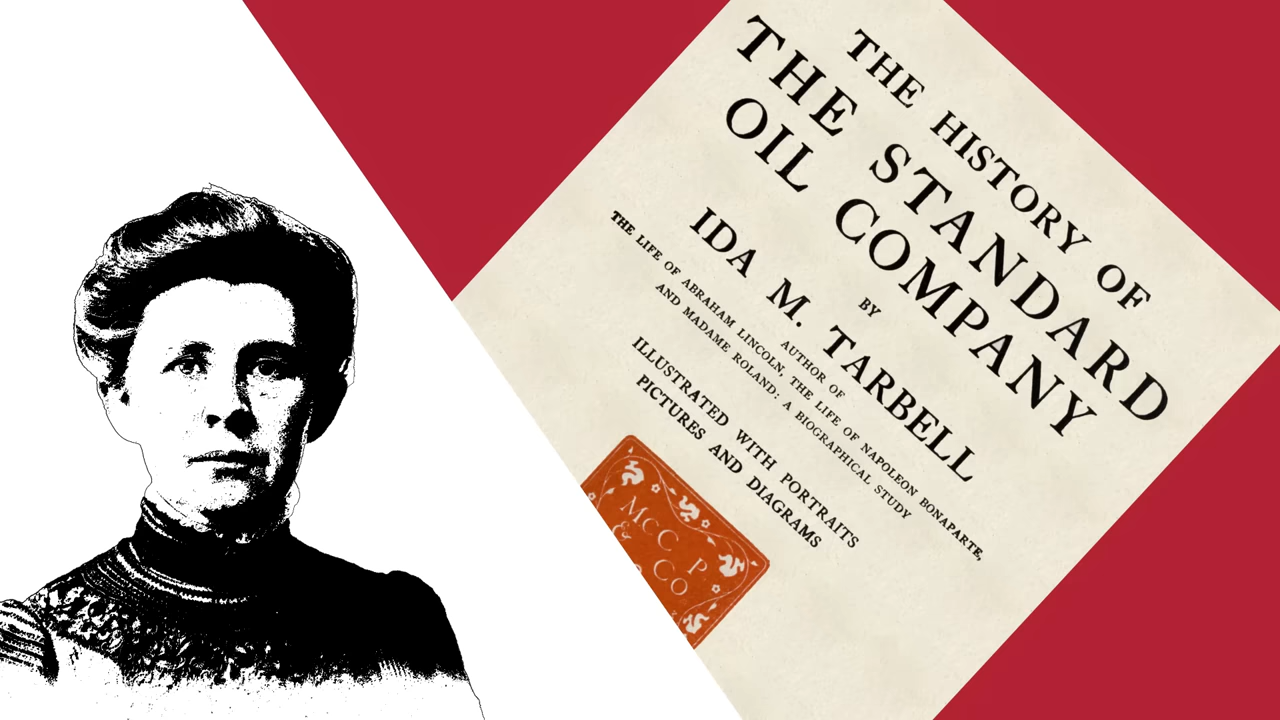 THE HISTORY OF
THE STANDARD
OIL COMPANY
BY
IDA M. TARBELL
AUTHOR OF
THE LIFE OF ABRAHAM LINCOLN, THE LIFE OF NAPOLEON BONAPARTE,
AND MADAME ROLAND: A BIOGRAPHICAL STUDY
ILLUSTRATED WITH PORTRAITS
PICTURES AND DIAGRAMS
MCC P
& CO